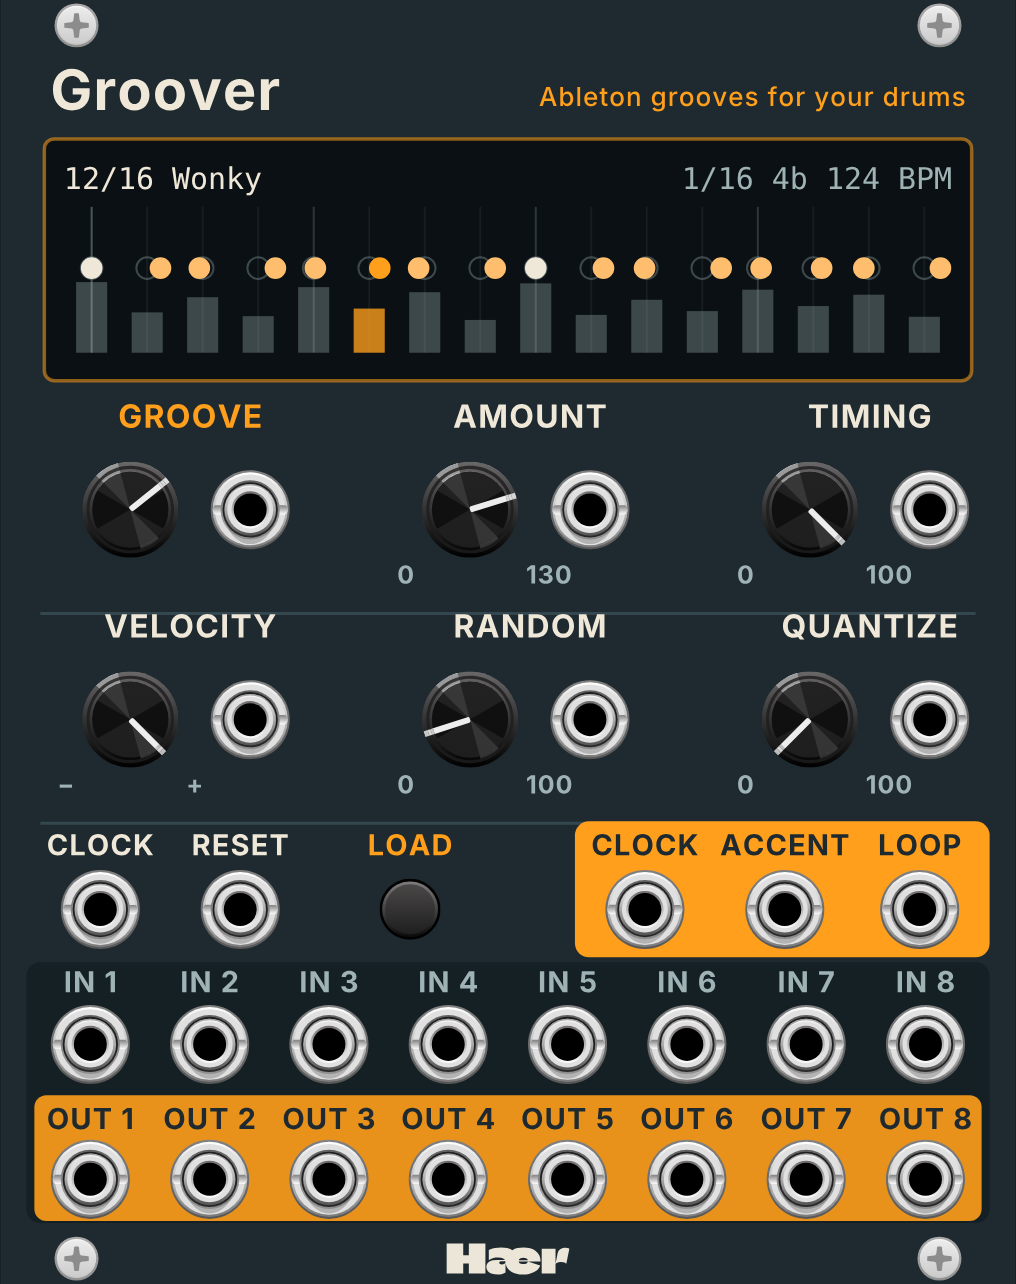 Groover
Ableton grooves for your drums
12/16 Wonky
1/16 4b 124 BPM
GROOVE AMOUNT TIMING
0 130 0 100
VELOCITY RANDOM QUANTIZE
− + 0 100 0 100
CLOCK RESET LOAD CLOCK ACCENT LOOP
IN 1 IN 2 IN 3 IN 4 IN 5 IN 6 IN 7 IN 8
OUT 1 OUT 2 OUT 3 OUT 4 OUT 5 OUT 6 OUT 7 OUT 8
Hær